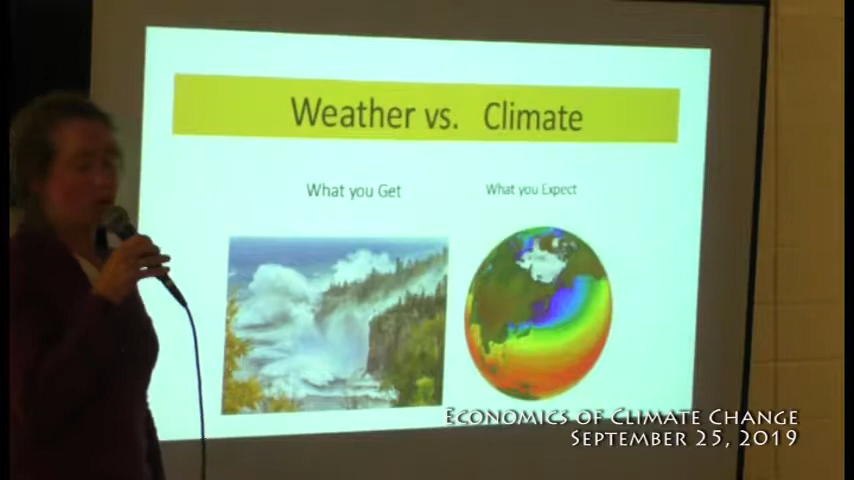 Weather vs. Climate
What you Get
What you Expect
Economics of Climate Change
September 25, 2019